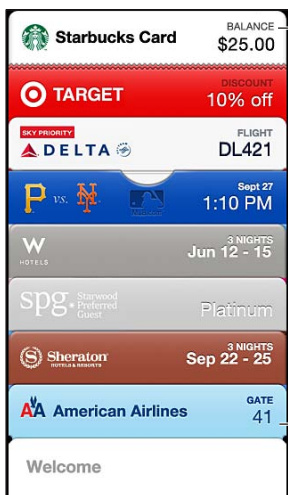 Starbucks Card
BALANCE
$25.00
TARGET
DISCOUNT
10% off
SKY PRIORITY
DELTA
FLIGHT
DL421
P vs. NY
Sept 27
1:10 PM
W
HOTELS
3 NIGHTS
Jun 12 - 15
spg. Starwood
Preferred
Guest
Platinum
Sheraton
HOTELS & RESORTS
3 NIGHTS
Sep 22 - 25
AA American Airlines
GATE
41
Welcome